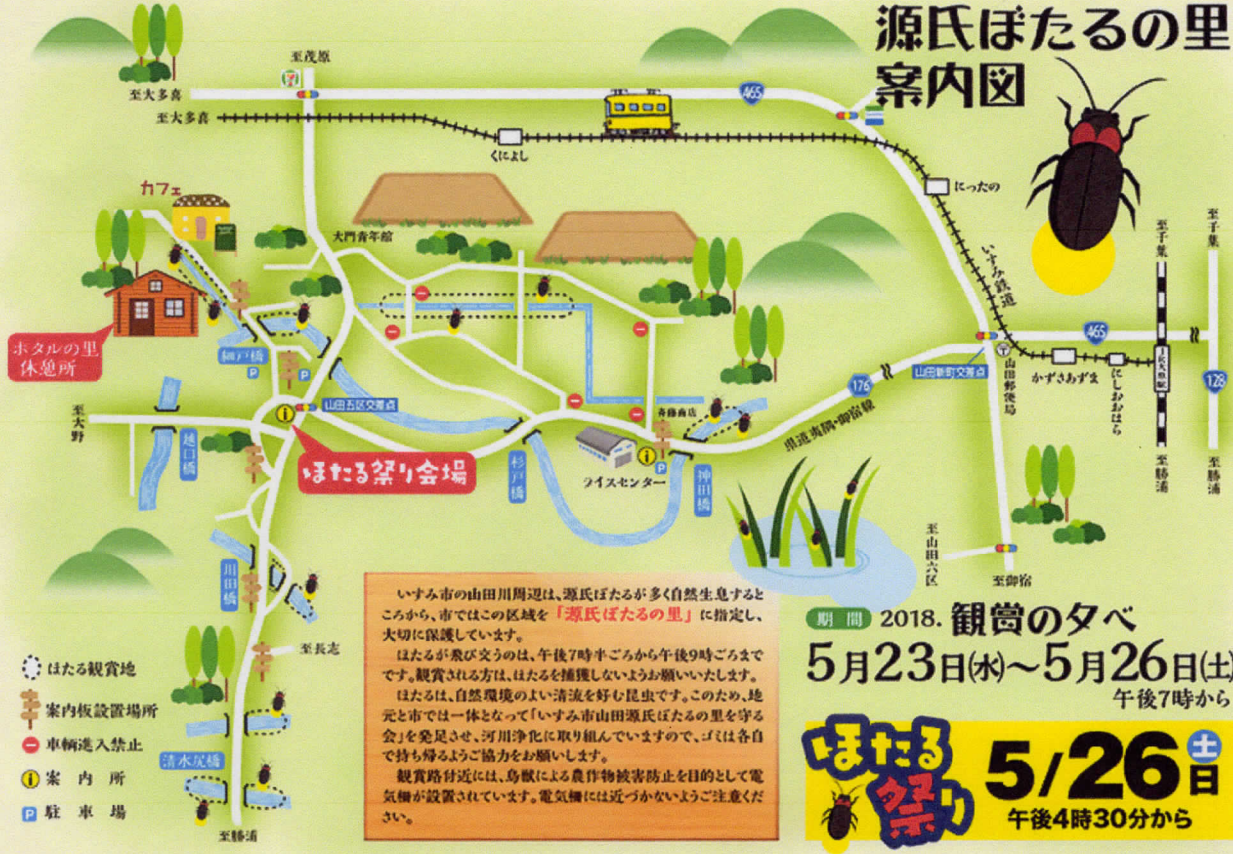 源氏ぼたるの里
案内図
至茂原
至大多喜
至大多喜
465
くによし
にったの
カフェ
大門青年館
いすみ鉄道
至千葉
至千葉
ホタルの里
休憩所
細戸橋
P
P
山田五区交差点
至大野
越口橋
ほたる祭り会場
杉戸橋
ライスセンター
斉藤商店
P
神田橋
県道夷隅・御宿線
176
山田新町交差点
465
山田郵便局
かずさあずま
にしおおはら
JR大原駅
128
至勝浦
至勝浦
至山田六区
至御宿
川田橋
至長志
清水尻橋
至勝浦
ほたる観賞地
案内板設置場所
車輌進入禁止
案内所
P 駐車場
いすみ市の山田川周辺は、源氏ぼたるが多く自然生息すると
ころから、市ではこの区域を「源氏ぼたるの里」に指定し、
大切に保護しています。
ほたるが飛び交うのは、午後7時半ごろから午後9時ごろまで
です。観賞される方は、ほたるを捕獲しないようお願いいたします。
ほたるは、自然環境のよい清流を好む昆虫です。このため、地
元と市では一体となって「いすみ市山田源氏ぼたるの里を守る
会」を発足させ、河川浄化に取り組んでいますので、ゴミは各自
で持ち帰るようご協力をお願いします。
観賞路付近には、鳥獣による農作物被害防止を目的として電
気柵が設置されています。電気柵には近づかないようご注意くだ
さい。
期間 2018. 観賞の夕べ
5月23日(水)～5月26日(土)
午後7時から
ほたる祭り
5/26土日
午後4時30分から